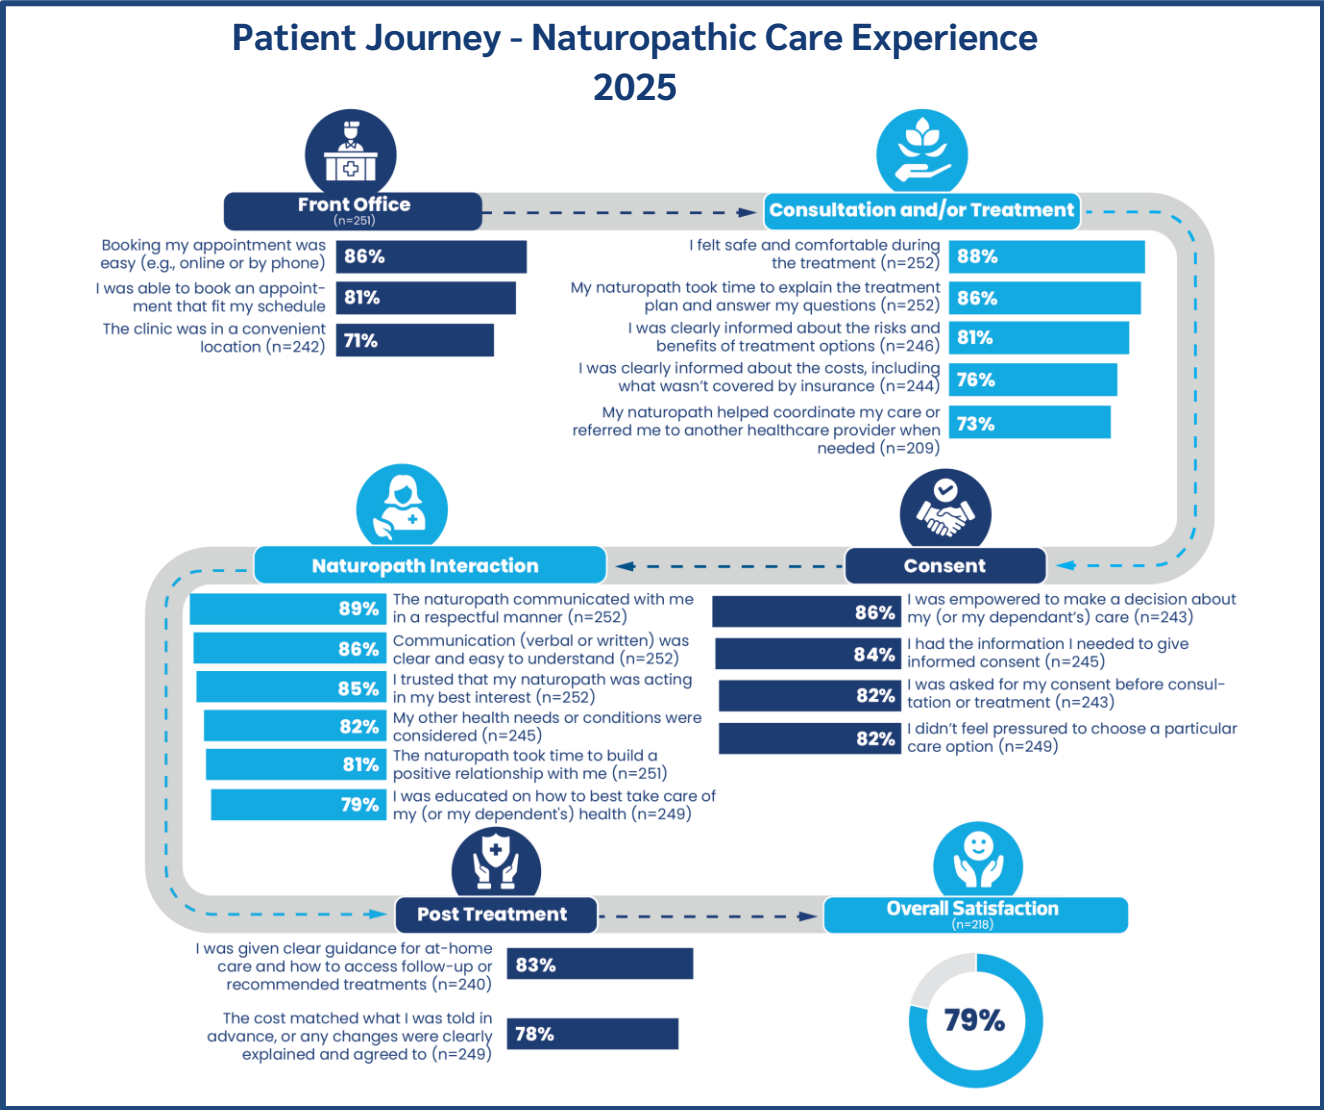 Patient Journey - Naturopathic Care Experience
2025
Front Office
(n=251)
Booking my appointment was
easy (e.g., online or by phone)
86%
I was able to book an appoint-
ment that fit my schedule
81%
The clinic was in a convenient
location (n=242)
71%
Consultation and/or Treatment
I felt safe and comfortable during
the treatment (n=252)
88%
My naturopath took time to explain the treatment
plan and answer my questions (n=252)
86%
I was clearly informed about the risks and
benefits of treatment options (n=246)
81%
I was clearly informed about the costs, including
what wasn't covered by insurance (n=244)
76%
My naturopath helped coordinate my care or
referred me to another healthcare provider when
needed (n=209)
73%
Consent
86%
I was empowered to make a decision about
my (or my dependant's) care (n=243)
84%
I had the information I needed to give
informed consent (n=245)
82%
I was asked for my consent before consul-
tation or treatment (n=243)
82%
I didn't feel pressured to choose a particular
care option (n=249)
Naturopath Interaction
89%
The naturopath communicated with me
in a respectful manner (n=252)
86%
Communication (verbal or written) was
clear and easy to understand (n=252)
85%
I trusted that my naturopath was acting
in my best interest (n=252)
82%
My other health needs or conditions were
considered (n=245)
81%
The naturopath took time to build a
positive relationship with me (n=251)
79%
I was educated on how to best take care of
my (or my dependent's) health (n=249)
Post Treatment
I was given clear guidance for at-home
care and how to access follow-up or
recommended treatments (n=240)
83%
The cost matched what I was told in
advance, or any changes were clearly
explained and agreed to (n=249)
78%
Overall Satisfaction
(n=218)
79%